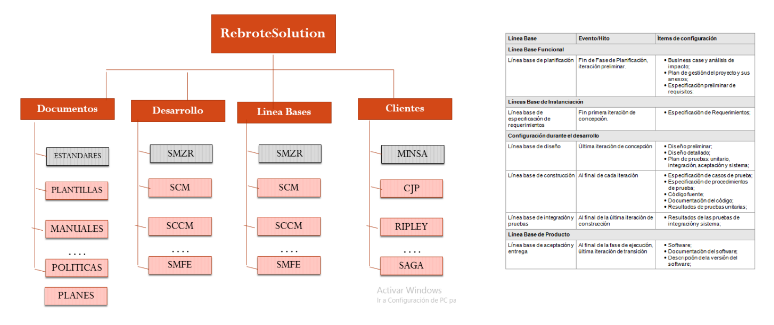 RebroteSolution
Documentos
Desarrollo
Linea Bases
Clientes
ESTANDARES
SMZR
SMZR
MINSA
PLANTILLAS
SCM
SCM
CJP
MANUALES
SCCM
SCCM
RIPLEY
. . . .
. . . .
. . . .
. . . .
POLITICAS
SMFE
SMFE
SAGA
PLANES
Activar Windows
Ir a Configuración de PC pa
Línea Base Evento/Hito Items de configuración
Línea Base Funcional
Línea base de planificación Fin de Fase de Planificación, • Business case y análisis de
iteración preliminar impacto;
• Plan de gestión del proyecto y sus
anexos;
• Especificación preliminar de
requisitos
Líneas Base de Instanciación
Línea base de Fin primera iteración de • Especificación de Requerimientos;
especificación de concepción.
requerimientos
Configuración durante el desarrollo
Línea base de diseño Última iteración de concepción • Diseño preliminar;
• Diseño detallado;
• Plan de pruebas: unitario,
integración, aceptación y sistema;
Línea base de construcción Al final de cada iteración • Especificación de casos de prueba;
• Especificación de procedimientos
de prueba;
• Código fuente;
• Documentación del código;
• Resultados de pruebas unitarias;
Línea base de integración y Al final de la última iteración de • Resultados de las pruebas de
pruebas construcción integración y sistema;
Línea Base de Producto
Línea base de aceptación y Al final de la fase de ejecución, • Software;
entrega última iteración de transición • Documentación del software;
• Descripción de la versión del
software;